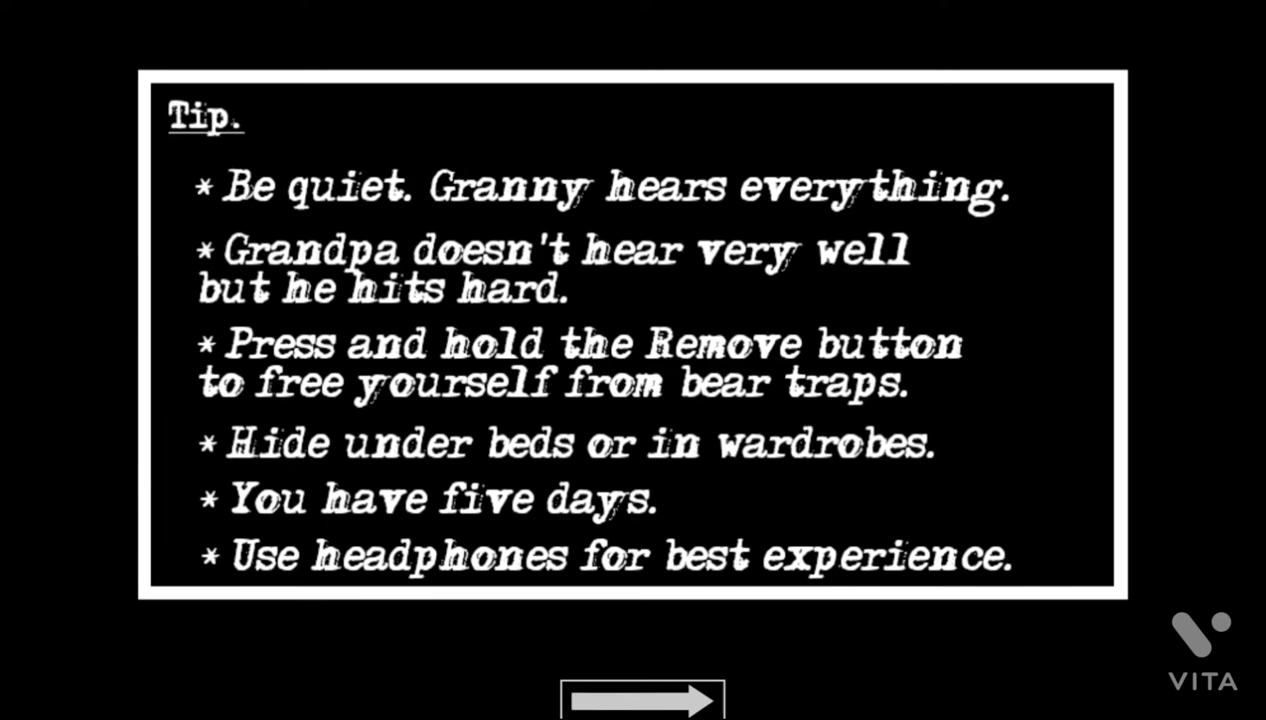 Tip.
* Be quiet. Granny hears everything.
* Grandpa doesn't hear very well
but he hits hard.
* Press and hold the Remove button
to free yourself from bear traps.
* Hide under beds or in wardrobes.
* You have five days.
* Use headphones for best experience.
VITA